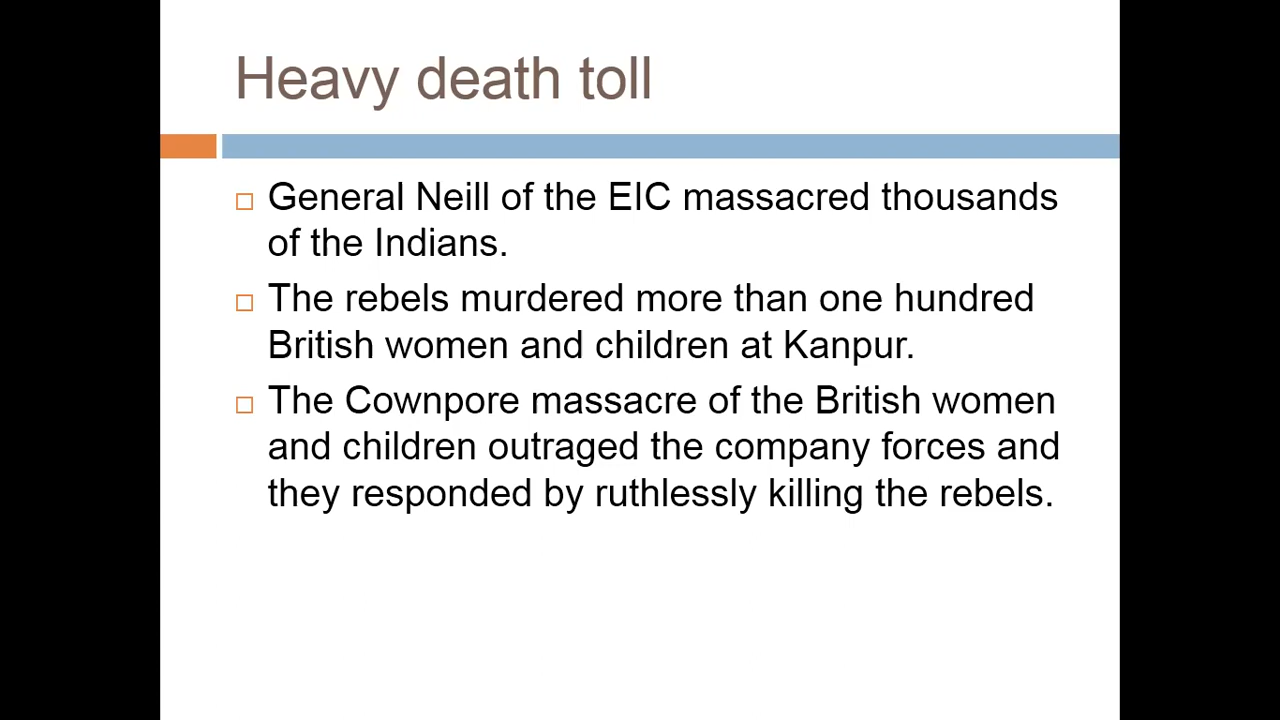 Heavy death toll
General Neill of the EIC massacred thousands
of the Indians.
The rebels murdered more than one hundred
British women and children at Kanpur.
The Cownpore massacre of the British women
and children outraged the company forces and
they responded by ruthlessly killing the rebels.